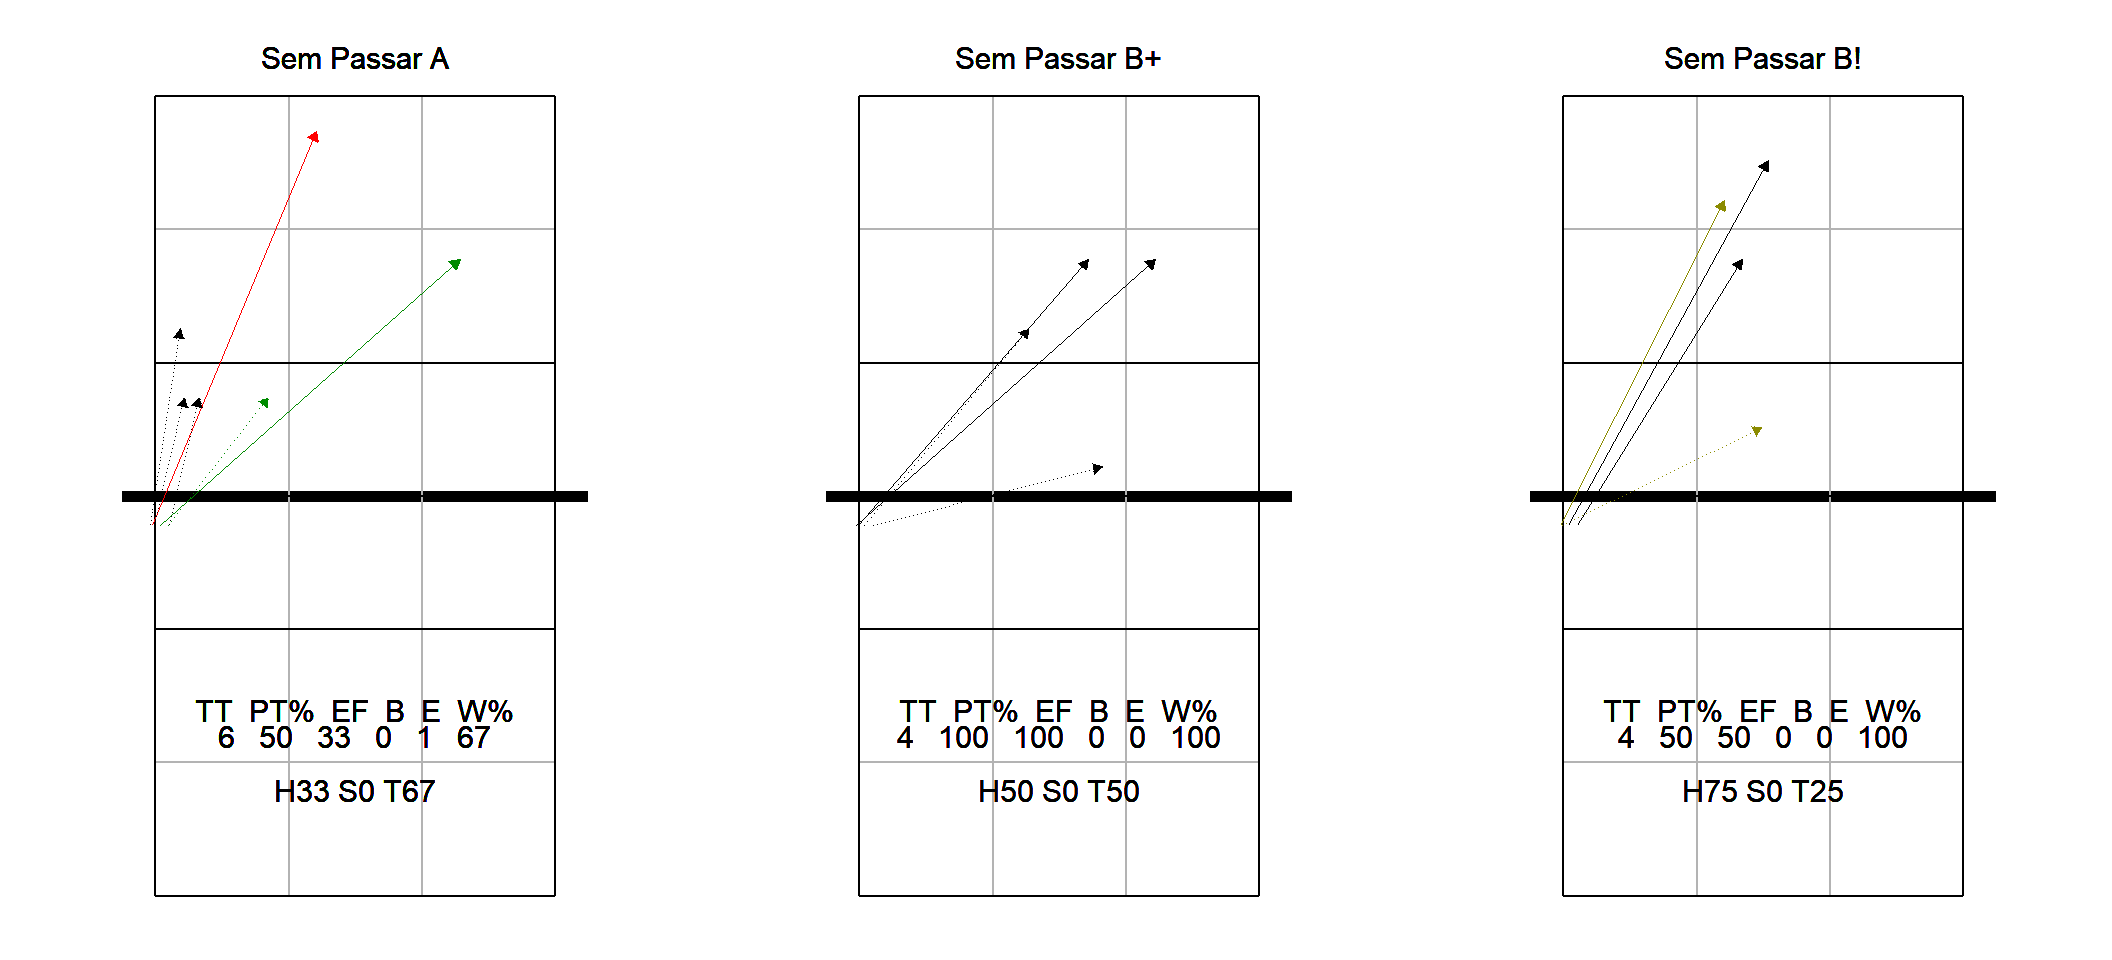 Sem Passar A
TT PT% EF B E W%
6 50 33 0 1 67
H33 S0 T67
Sem Passar B+
TT PT% EF B E W%
4 100 100 0 0 100
H50 S0 T50
Sem Passar B!
TT PT% EF B E W%
4 50 50 0 0 100
H75 S0 T25